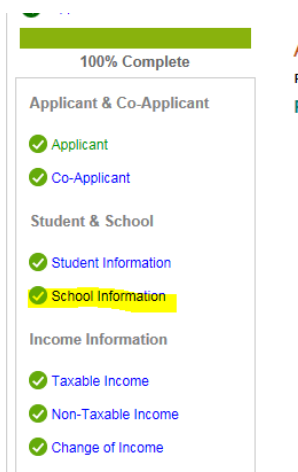 100% Complete
Applicant & Co-Applicant
Applicant
Co-Applicant
Student & School
Student Information
School Information
Income Information
Taxable Income
Non-Taxable Income
Change of Income